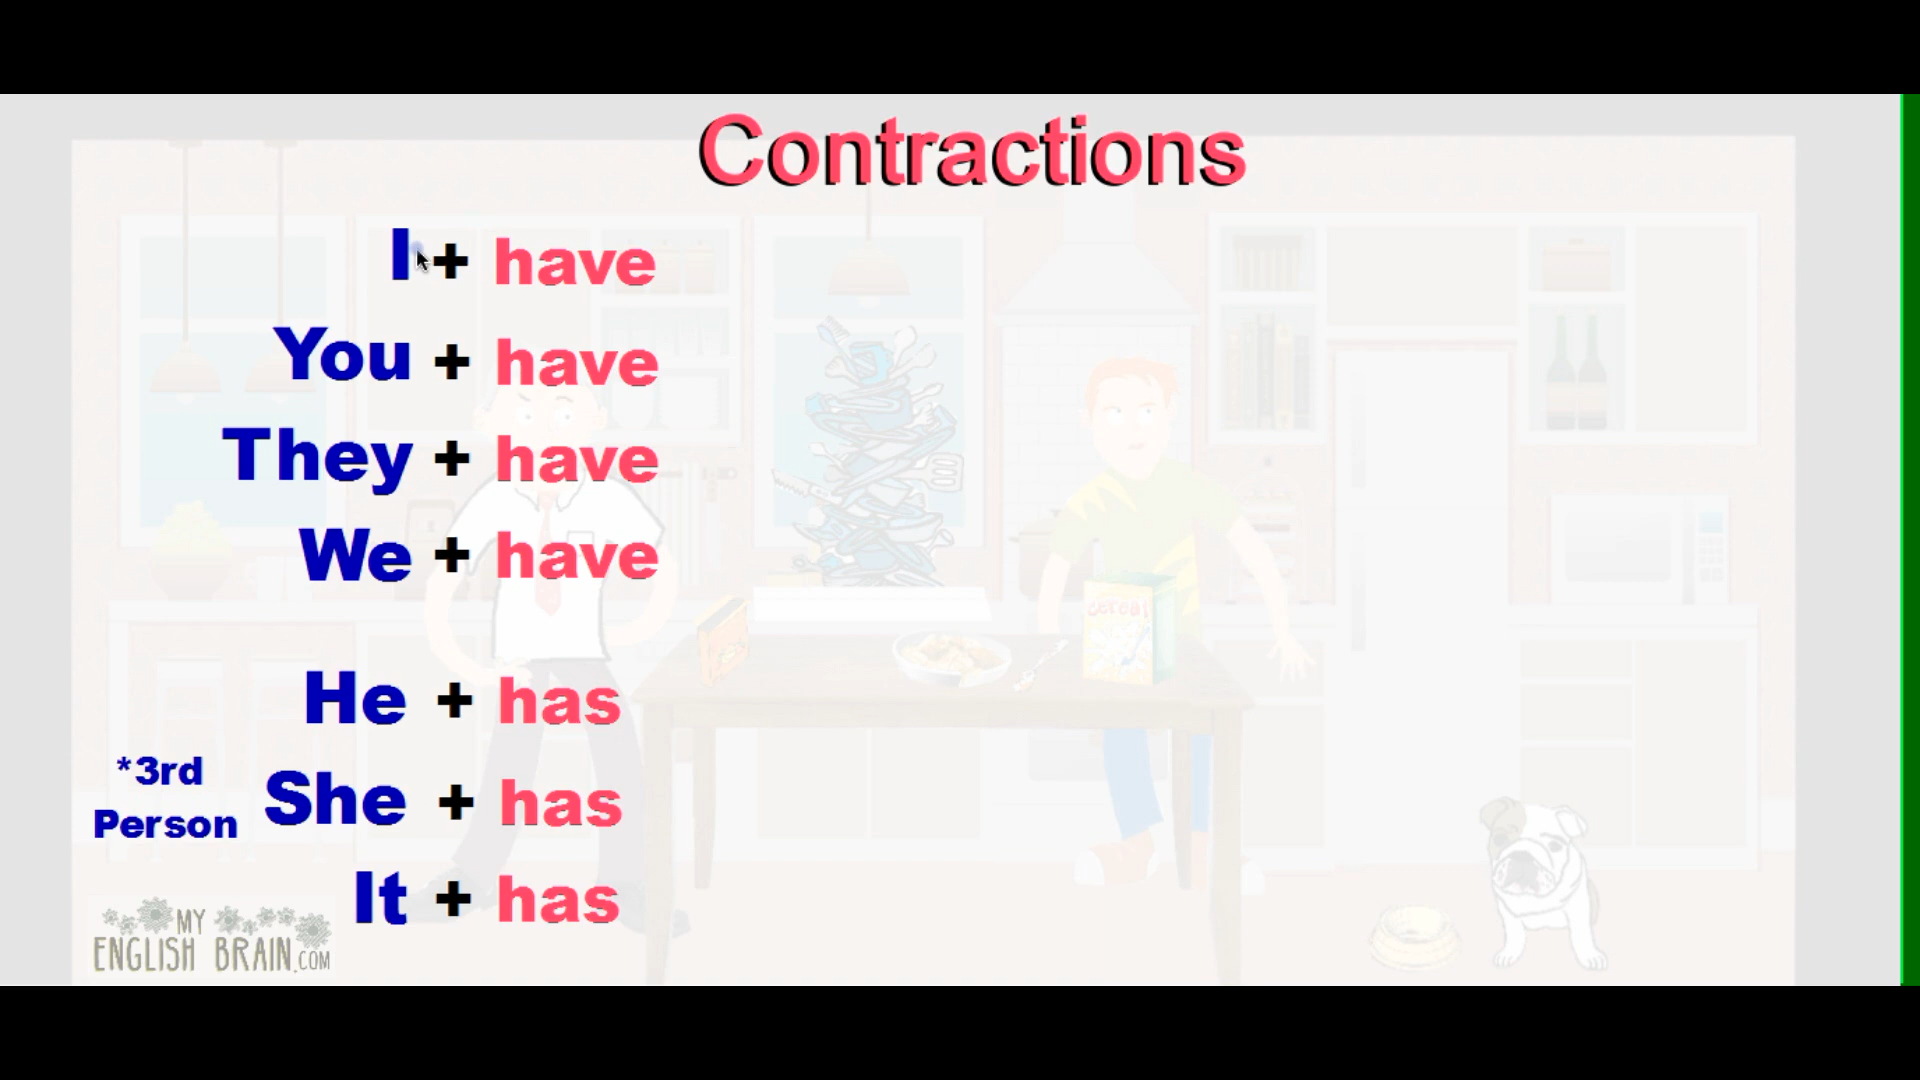 Contractions
I + have
You + have
They + have
We + have
He + has
*3rd
Person
She + has
It + has
cereal
MY
ENGLISH BRAIN.COM